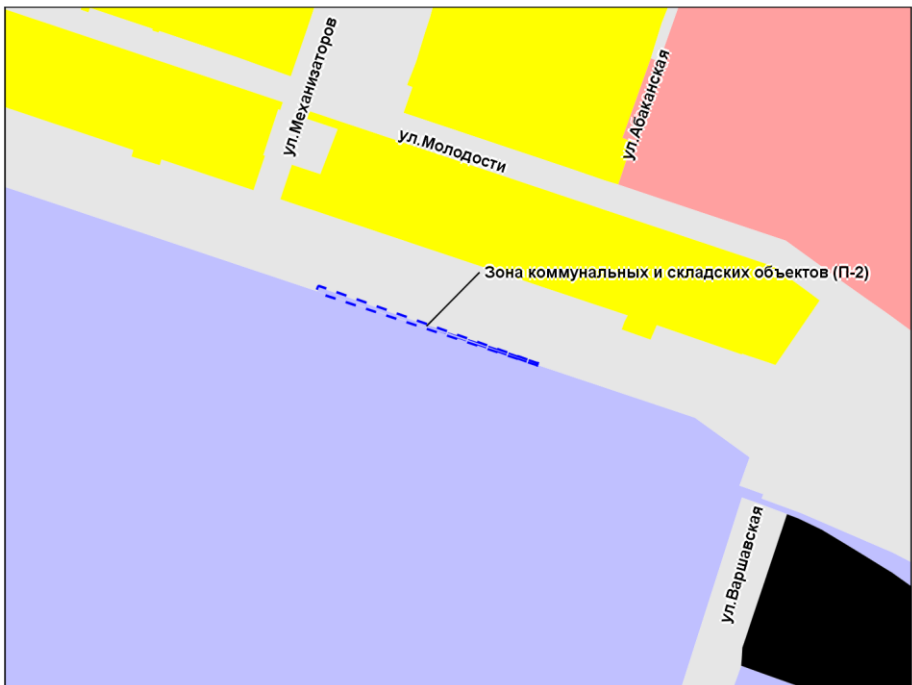 ул.Механизаторов
ул.Абаканская
ул.Молодости
Зона коммунальных и складских объектов (П-2)
ул.Варшавская